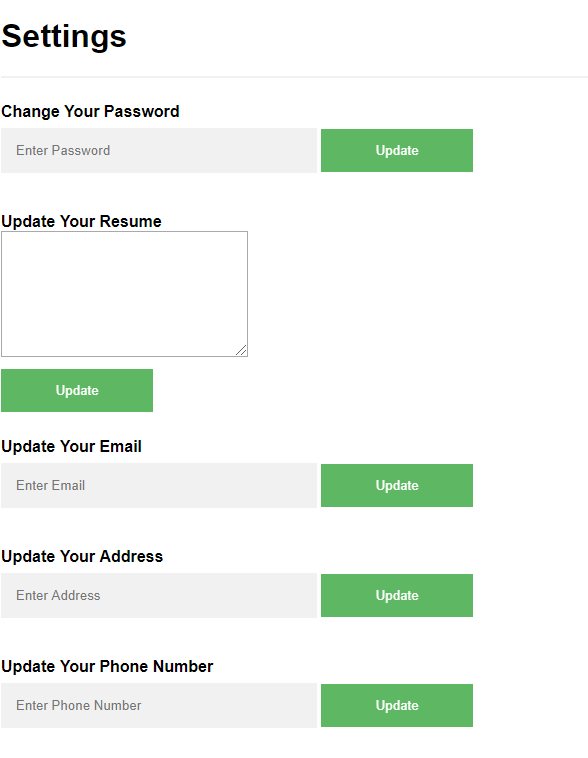 Settings
Change Your Password
Enter Password Update
Update Your Resume
Update
Update Your Email
Enter Email Update
Update Your Address
Enter Address Update
Update Your Phone Number
Enter Phone Number Update